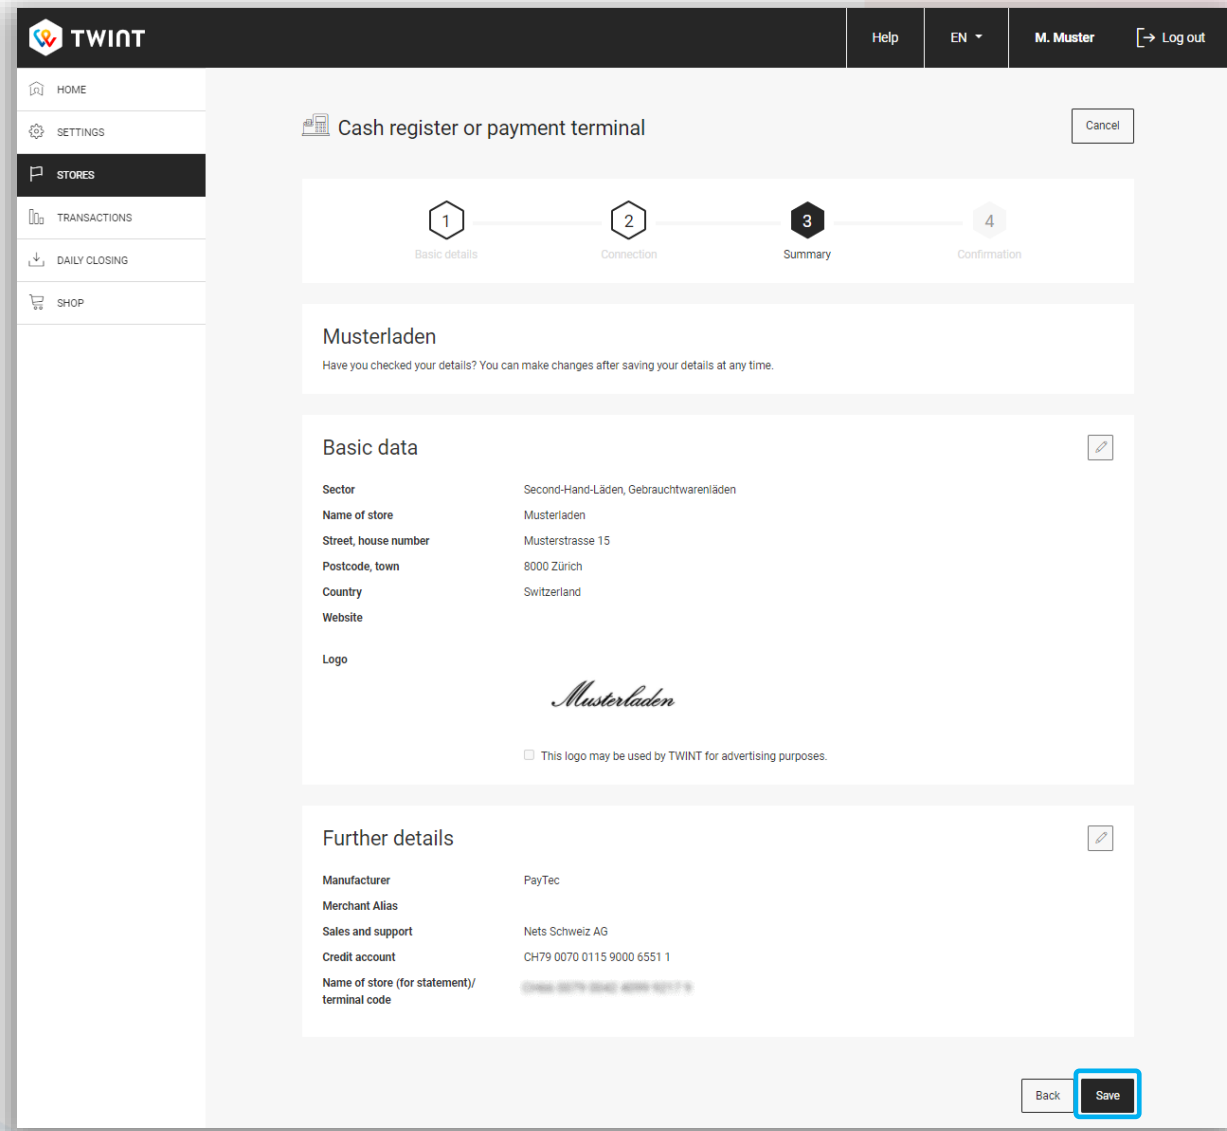 TWINT
Help
EN
M. Muster
Log out
HOME
SETTINGS
STORES
TRANSACTIONS
DAILY CLOSING
SHOP
Cash register or payment terminal
Cancel
1
2
3
4
Basic details
Connection
Summary
Confirmation
Musterladen
Have you checked your details? You can make changes after saving your details at any time.
Basic data
Sector
Second-Hand-Läden, Gebrauchtwarenläden
Name of store
Musterladen
Street, house number
Musterstrasse 15
Postcode, town
8000 Zürich
Country
Switzerland
Website
Logo
Musterladen
This logo may be used by TWINT for advertising purposes.
Further details
Manufacturer
PayTec
Merchant Alias
Sales and support
Nets Schweiz AG
Credit account
CH79 0070 0115 9000 6551 1
Name of store (for statement)/
terminal code
Back
Save